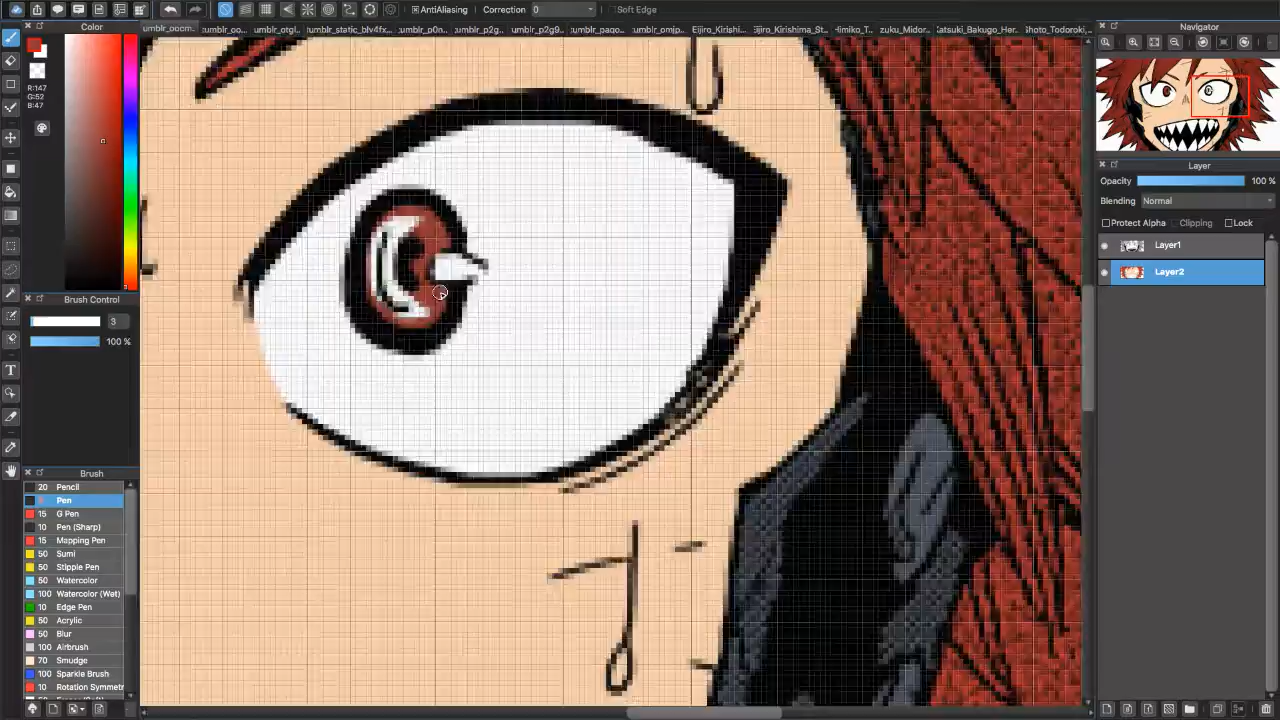 AntiAliasing Correction 0 Soft Edge
Color
R:147
G:52
B:47
Brush Control
3
100 %
Brush
20 Pencil
Pen
15 G Pen
10 Pen (Sharp)
15 Mapping Pen
50 Sumi
50 Stipple Pen
50 Watercolor
100 Watercolor (Wet)
10 Edge Pen
50 Acrylic
50 Blur
100 Airbrush
70 Smudge
100 Sparkle Brush
10 Rotation Symmetr
T
Navigator
Layer
Opacity 100 %
Blending Normal
Protect Alpha Clipping Lock
Layer1
Layer2